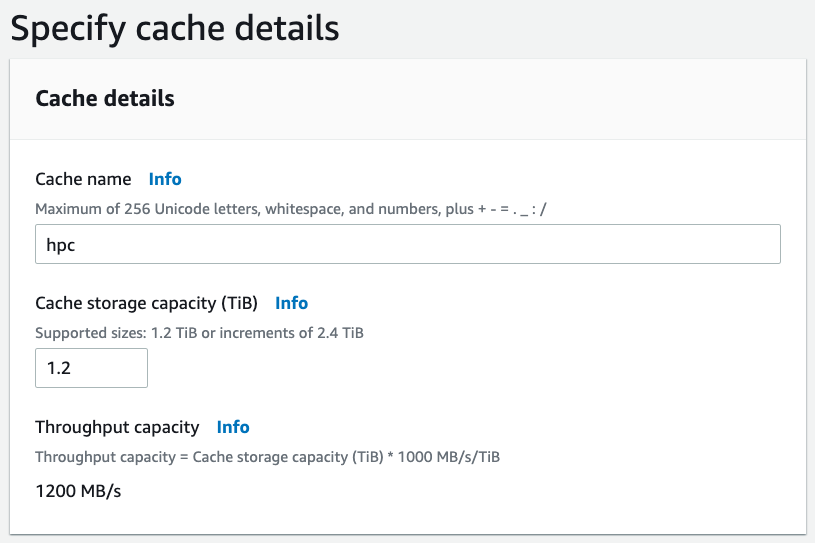 Specify cache details
Cache details
Cache name Info
Maximum of 256 Unicode letters, whitespace, and numbers, plus + - = . _ : /
hpc
Cache storage capacity (TiB) Info
Supported sizes: 1.2 TiB or increments of 2.4 TiB
1.2
Throughput capacity Info
Throughput capacity = Cache storage capacity (TiB) * 1000 MB/s/TiB
1200 MB/s